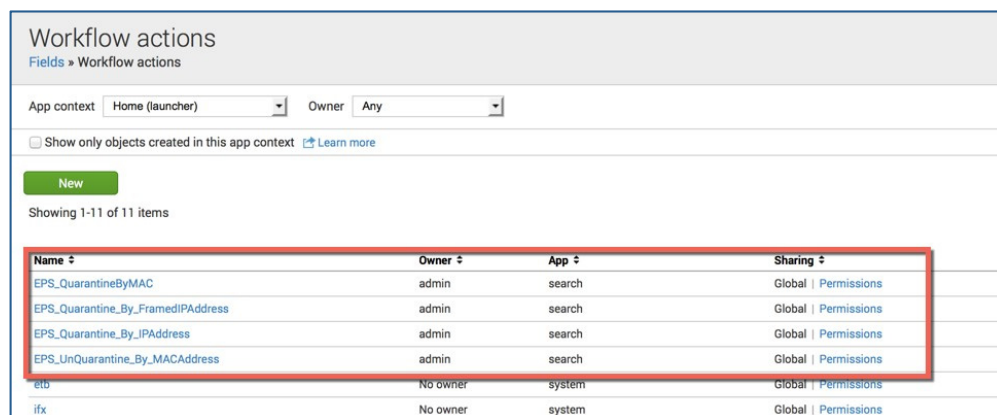 Workflow actions
Fields » Workflow actions
App context Home (launcher) Owner Any
Show only objects created in this app context Learn more
New
Showing 1-11 of 11 items
Name Owner App Sharing
EPS_QuarantineByMAC admin search Global | Permissions
EPS_Quarantine_By_FramedIPAddress admin search Global | Permissions
EPS_Quarantine_By_IPAddress admin search Global | Permissions
EPS_UnQuarantine_By_MACAddress admin search Global | Permissions
etb No owner system Global | Permissions
ifx No owner system Global | Permissions